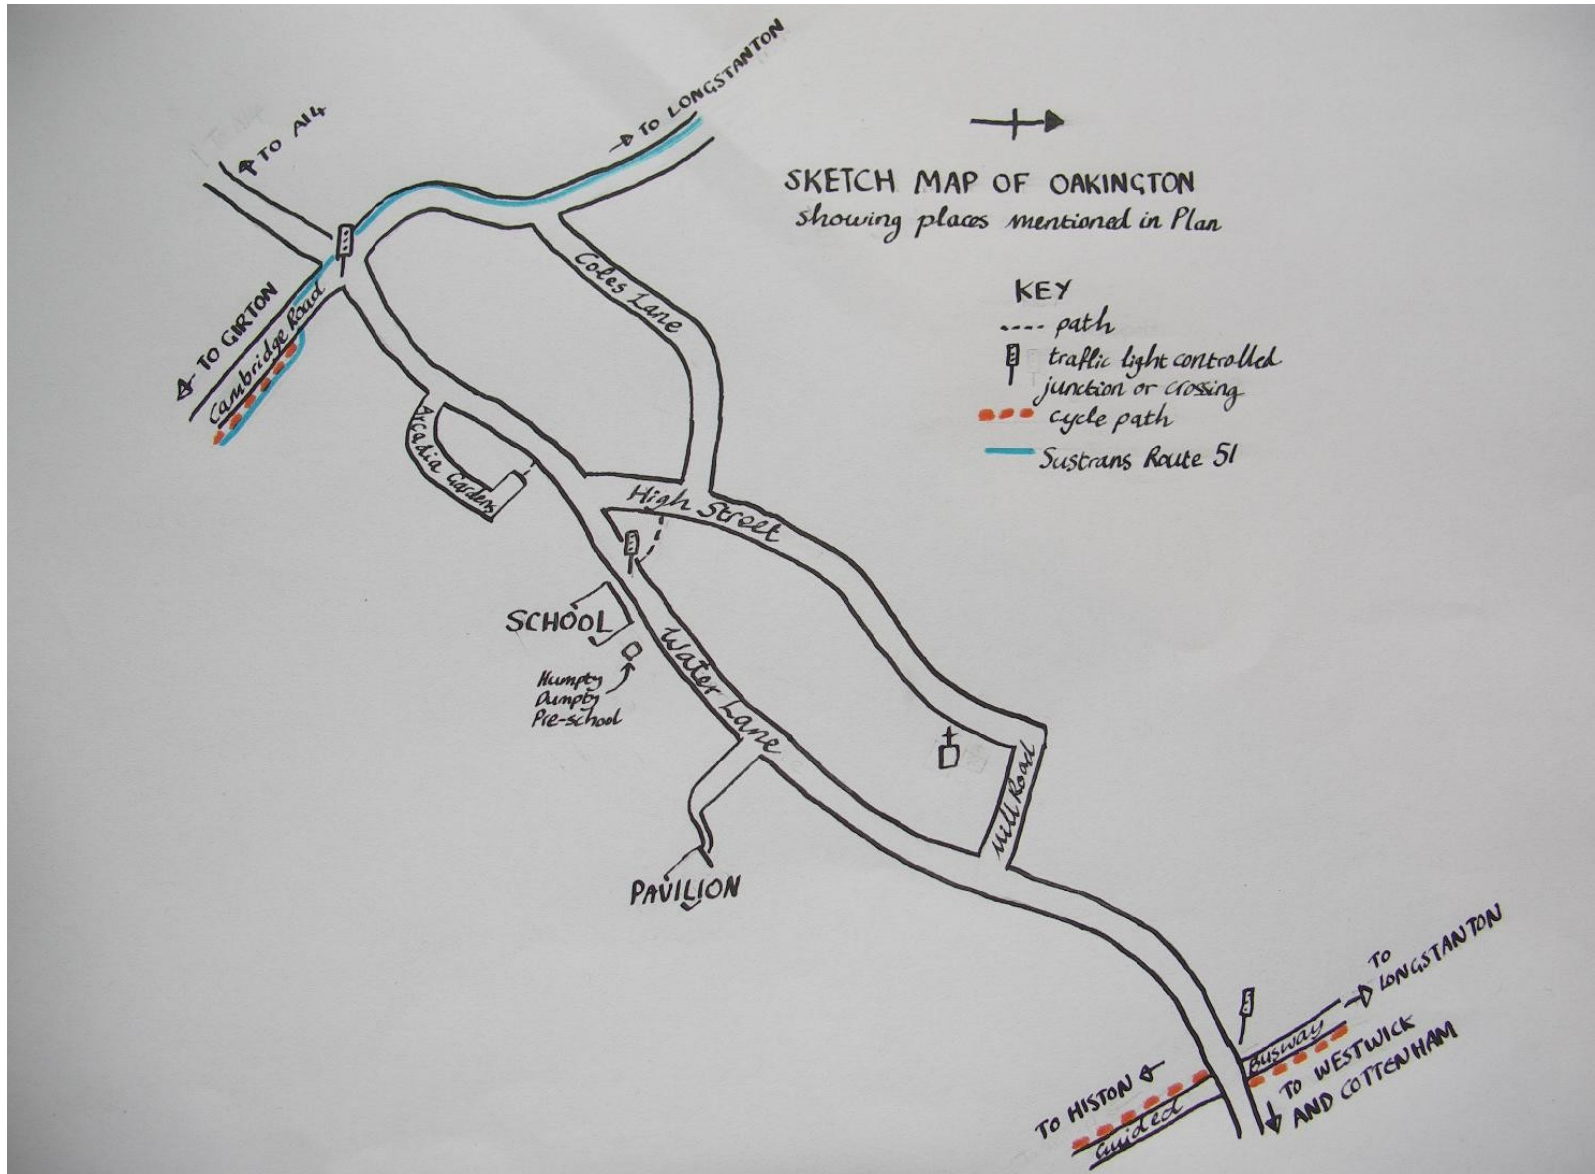 TO A14
TO LONGSTANTON
SKETCH MAP OF OAKINGTON
showing places mentioned in Plan
KEY
path
traffic light controlled
junction or crossing
cycle path
Sustrans Route 51
TO GIRTON
Cambridge Road
Coles Lane
Arcadia Gardens
High Street
SCHOOL
Humpty
Dumpty
Pre-school
Water Lane
PAVILION
Mill Road
TO
LONGSTANTON
Busway
TO WESTWICK
AND COTTENHAM
TO HISTON
Guided